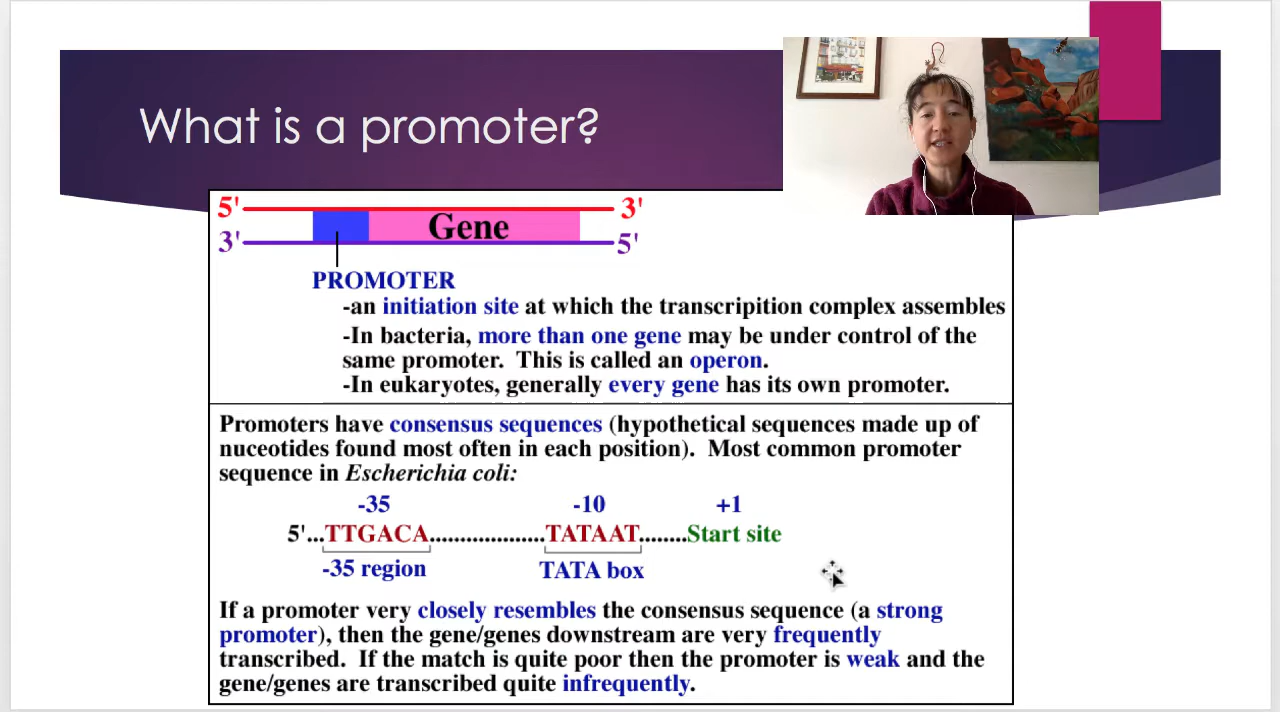 What is a promoter?
5' 3'
Gene
3' 5'
PROMOTER
-an initiation site at which the transcripition complex assembles
-In bacteria, more than one gene may be under control of the
same promoter. This is called an operon.
-In eukaryotes, generally every gene has its own promoter.
Promoters have consensus sequences (hypothetical sequences made up of
nuceotides found most often in each position). Most common promoter
sequence in Escherichia coli:
-35 -10 +1
5'...TTGACA....................TATAAT........Start site
-35 region TATA box
If a promoter very closely resembles the consensus sequence (a strong
promoter), then the gene/genes downstream are very frequently
transcribed. If the match is quite poor then the promoter is weak and the
gene/genes are transcribed quite infrequently.